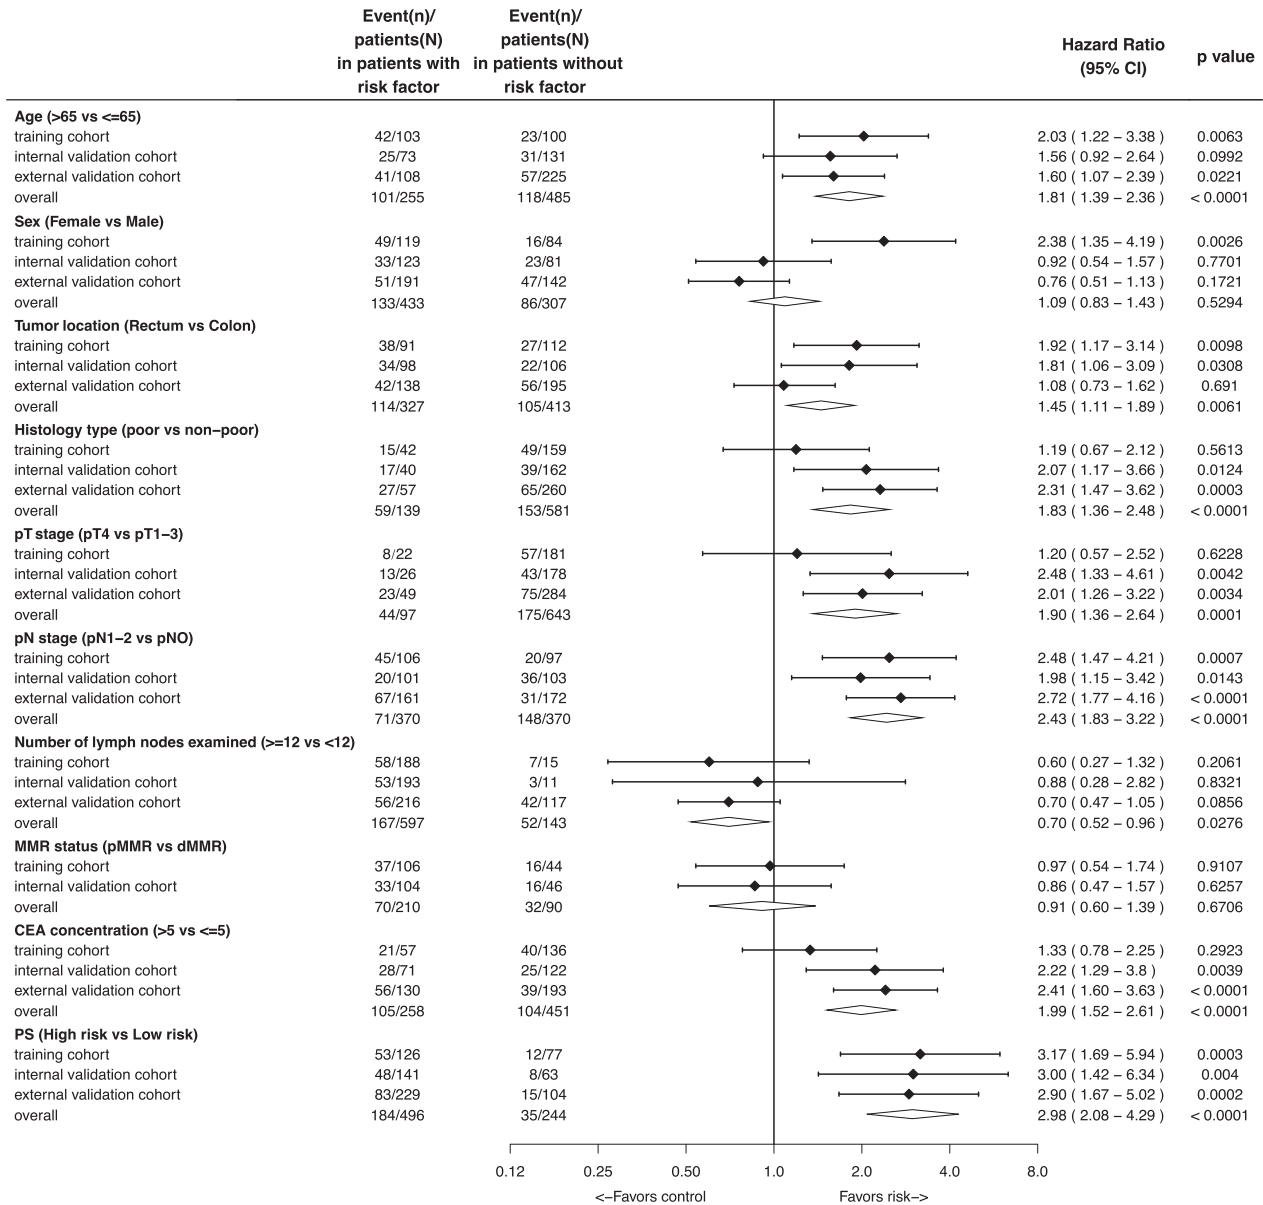 Event(n)/ Event(n)/
patients(N) patients(N) Hazard Ratio
in patients with in patients without (95% CI) p value
risk factor risk factor
Age (>65 vs <=65)
training cohort 42/103 23/100 2.03 ( 1.22 − 3.38 ) 0.0063
internal validation cohort 25/73 31/131 1.56 ( 0.92 − 2.64 ) 0.0992
external validation cohort 41/108 57/225 1.60 ( 1.07 − 2.39 ) 0.0221
overall 101/255 118/485 1.81 ( 1.39 − 2.36 ) < 0.0001
Sex (Female vs Male)
training cohort 49/119 16/84 2.38 ( 1.35 − 4.19 ) 0.0026
internal validation cohort 33/123 23/81 0.92 ( 0.54 − 1.57 ) 0.7701
external validation cohort 51/191 47/142 0.76 ( 0.51 − 1.13 ) 0.1721
overall 133/433 86/307 1.09 ( 0.83 − 1.43 ) 0.5294
Tumor location (Rectum vs Colon)
training cohort 38/91 27/112 1.92 ( 1.17 − 3.14 ) 0.0098
internal validation cohort 34/98 22/106 1.81 ( 1.06 − 3.09 ) 0.0308
external validation cohort 42/138 56/195 1.08 ( 0.73 − 1.62 ) 0.691
overall 114/327 105/413 1.45 ( 1.11 − 1.89 ) 0.0061
Histology type (poor vs non−poor)
training cohort 15/42 49/159 1.19 ( 0.67 − 2.12 ) 0.5613
internal validation cohort 17/40 39/162 2.07 ( 1.17 − 3.66 ) 0.0124
external validation cohort 27/57 65/260 2.31 ( 1.47 − 3.62 ) 0.0003
overall 59/139 153/581 1.83 ( 1.36 − 2.48 ) < 0.0001
pT stage (pT4 vs pT1−3)
training cohort 8/22 57/181 1.20 ( 0.57 − 2.52 ) 0.6228
internal validation cohort 13/26 43/178 2.48 ( 1.33 − 4.61 ) 0.0042
external validation cohort 23/49 75/284 2.01 ( 1.26 − 3.22 ) 0.0034
overall 44/97 175/643 1.90 ( 1.36 − 2.64 ) 0.0001
pN stage (pN1−2 vs pNO)
training cohort 45/106 20/97 2.48 ( 1.47 − 4.21 ) 0.0007
internal validation cohort 20/101 36/103 1.98 ( 1.15 − 3.42 ) 0.0143
external validation cohort 67/161 31/172 2.72 ( 1.77 − 4.16 ) < 0.0001
overall 71/370 148/370 2.43 ( 1.83 − 3.22 ) < 0.0001
Number of lymph nodes examined (>=12 vs <12)
training cohort 58/188 7/15 0.60 ( 0.27 − 1.32 ) 0.2061
internal validation cohort 53/193 3/11 0.88 ( 0.28 − 2.82 ) 0.8321
external validation cohort 56/216 42/117 0.70 ( 0.47 − 1.05 ) 0.0856
overall 167/597 52/143 0.70 ( 0.52 − 0.96 ) 0.0276
MMR status (pMMR vs dMMR)
training cohort 37/106 16/44 0.97 ( 0.54 − 1.74 ) 0.9107
internal validation cohort 33/104 16/46 0.86 ( 0.47 − 1.57 ) 0.6257
overall 70/210 32/90 0.91 ( 0.60 − 1.39 ) 0.6706
CEA concentration (>5 vs <=5)
training cohort 21/57 40/136 1.33 ( 0.78 − 2.25 ) 0.2923
internal validation cohort 28/71 25/122 2.22 ( 1.29 − 3.8 ) 0.0039
external validation cohort 56/130 39/193 2.41 ( 1.60 − 3.63 ) < 0.0001
overall 105/258 104/451 1.99 ( 1.52 − 2.61 ) < 0.0001
PS (High risk vs Low risk)
training cohort 53/126 12/77 3.17 ( 1.69 − 5.94 ) 0.0003
internal validation cohort 48/141 8/63 3.00 ( 1.42 − 6.34 ) 0.004
external validation cohort 83/229 15/104 2.90 ( 1.67 − 5.02 ) 0.0002
overall 184/496 35/244 2.98 ( 2.08 − 4.29 ) < 0.0001
0.12 0.25 0.50 1.0 2.0 4.0 8.0
<−Favors control Favors risk−>